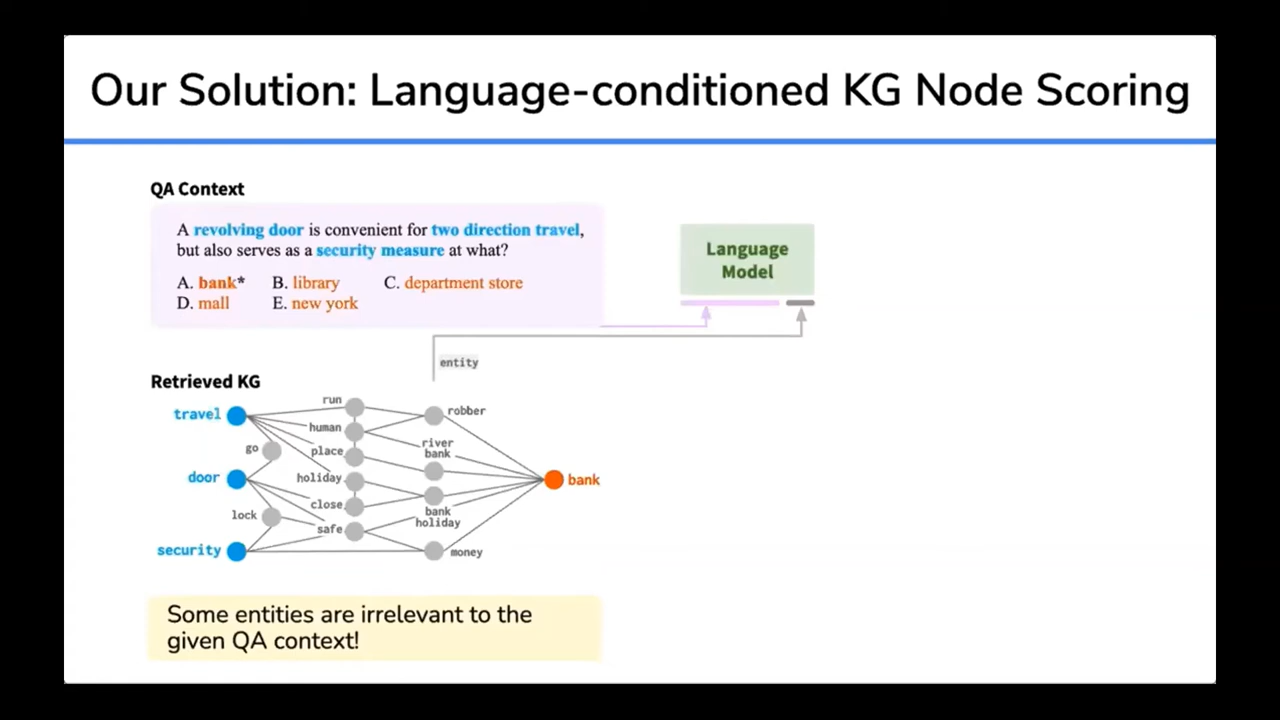 Our Solution: Language-conditioned KG Node Scoring
QA Context
A revolving door is convenient for two direction travel,
but also serves as a security measure at what?
A. bank* B. library C. department store
D. mall E. new york
Language
Model
entity
Retrieved KG
travel
run
robber
human
go
place
river
bank
door
holiday
bank
close
lock
bank
holiday
safe
security
money
Some entities are irrelevant to the
given QA context!